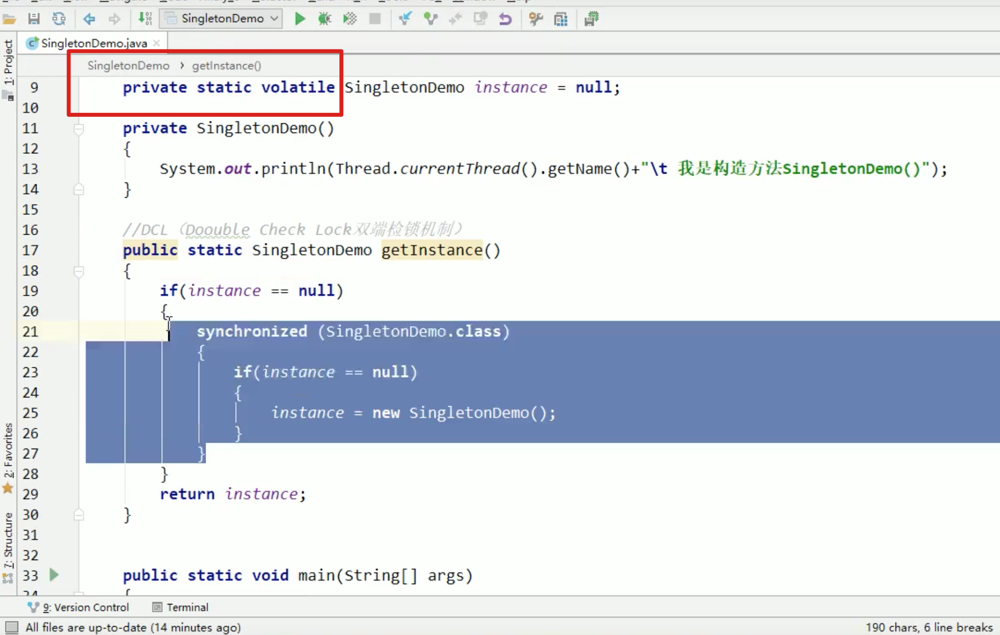 SingletonDemo
SingletonDemo.java
SingletonDemo › getInstance()
1: Project
2: Favorites
7: Structure
9 private static volatile SingletonDemo instance = null;
10
11 private SingletonDemo()
12 {
13 System.out.println(Thread.currentThread().getName()+"\t 我是构造方法SingletonDemo()");
14 }
15
16 //DCL（Doouble Check Lock双端检锁机制）
17 public static SingletonDemo getInstance()
18 {
19 if(instance == null)
20 {
21 synchronized (SingletonDemo.class)
22 {
23 if(instance == null)
24 {
25 instance = new SingletonDemo();
26 }
27 }
28 }
29 return instance;
30 }
31
32
33 public static void main(String[] args)
9: Version Control Terminal
All files are up-to-date (14 minutes ago) 190 chars, 6 line breaks